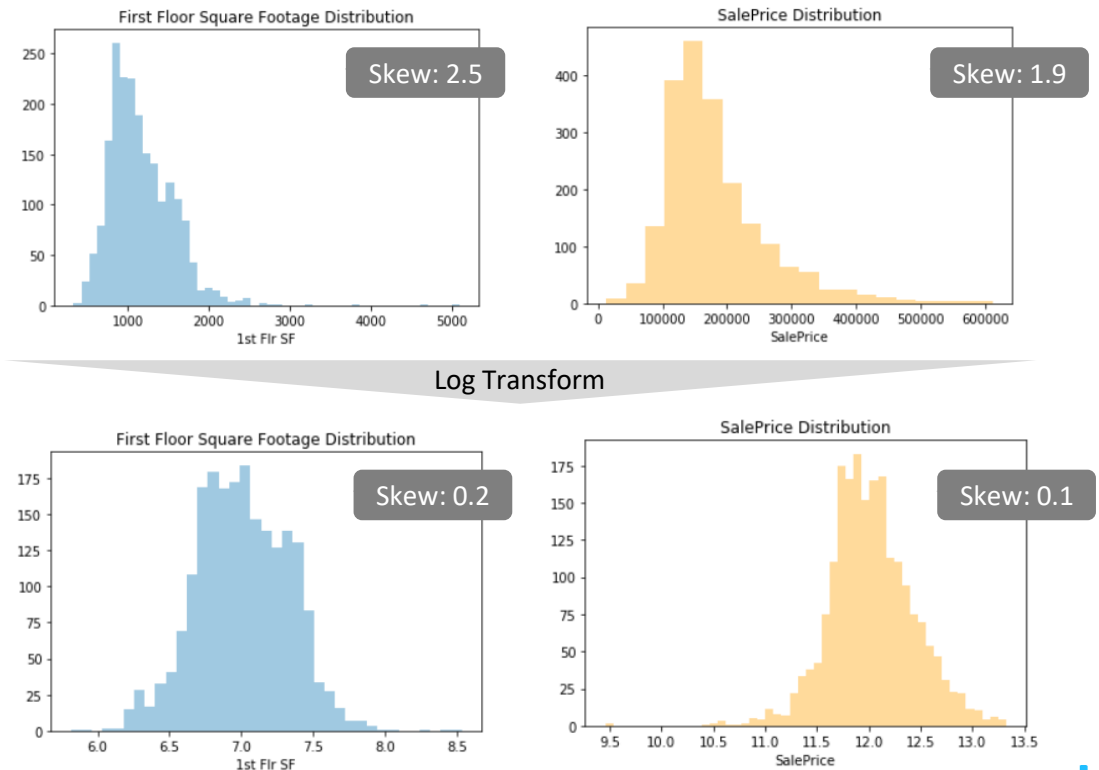 First Floor Square Footage Distribution
Skew: 2.5
250
200
150
100
50
0
1000 2000 3000 4000 5000
1st Flr SF
SalePrice Distribution
Skew: 1.9
400
300
200
100
0
0 100000 200000 300000 400000 500000 600000
SalePrice
Log Transform
First Floor Square Footage Distribution
Skew: 0.2
175
150
125
100
75
50
25
0
6.0 6.5 7.0 7.5 8.0 8.5
1st Flr SF
SalePrice Distribution
Skew: 0.1
175
150
125
100
75
50
25
0
9.5 10.0 10.5 11.0 11.5 12.0 12.5 13.0 13.5
SalePrice